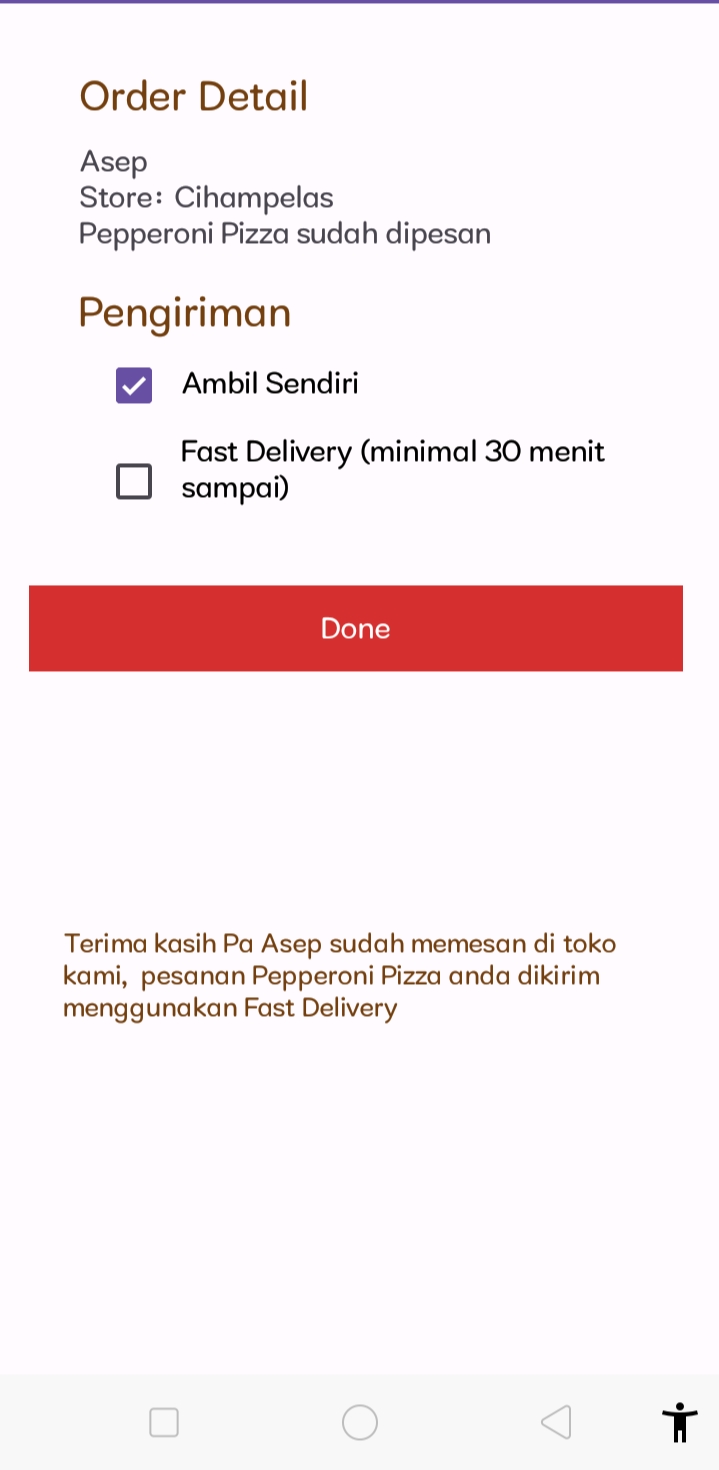 Order Detail
Asep
Store: Cihampelas
Pepperoni Pizza sudah dipesan
Pengiriman
Ambil Sendiri
Fast Delivery (minimal 30 menit
sampai)
Done
Terima kasih Pa Asep sudah memesan di toko
kami,  pesanan Pepperoni Pizza anda dikirim
menggunakan Fast Delivery